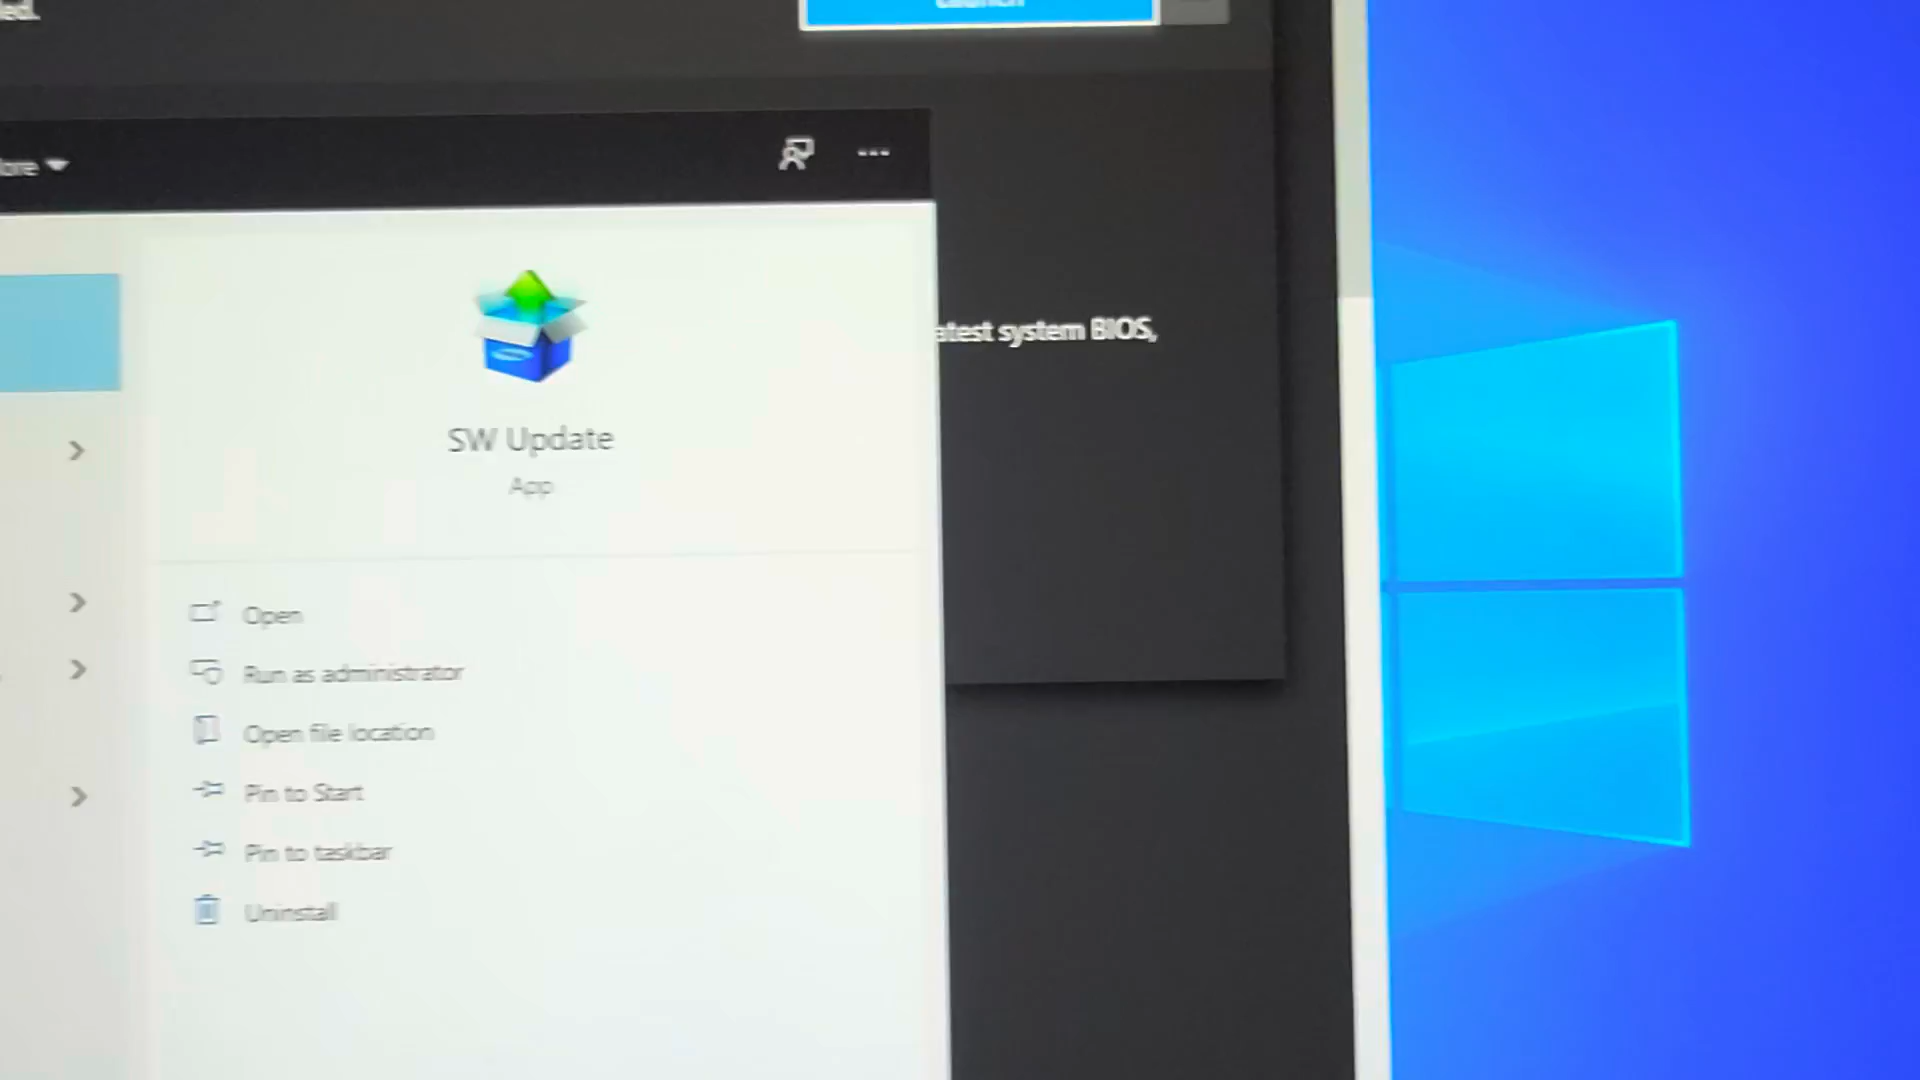 SW Update
App
atest system BIOS,
Open
Run as administrator
Open file location
Pin to Start
Pin to taskbar
Uninstall